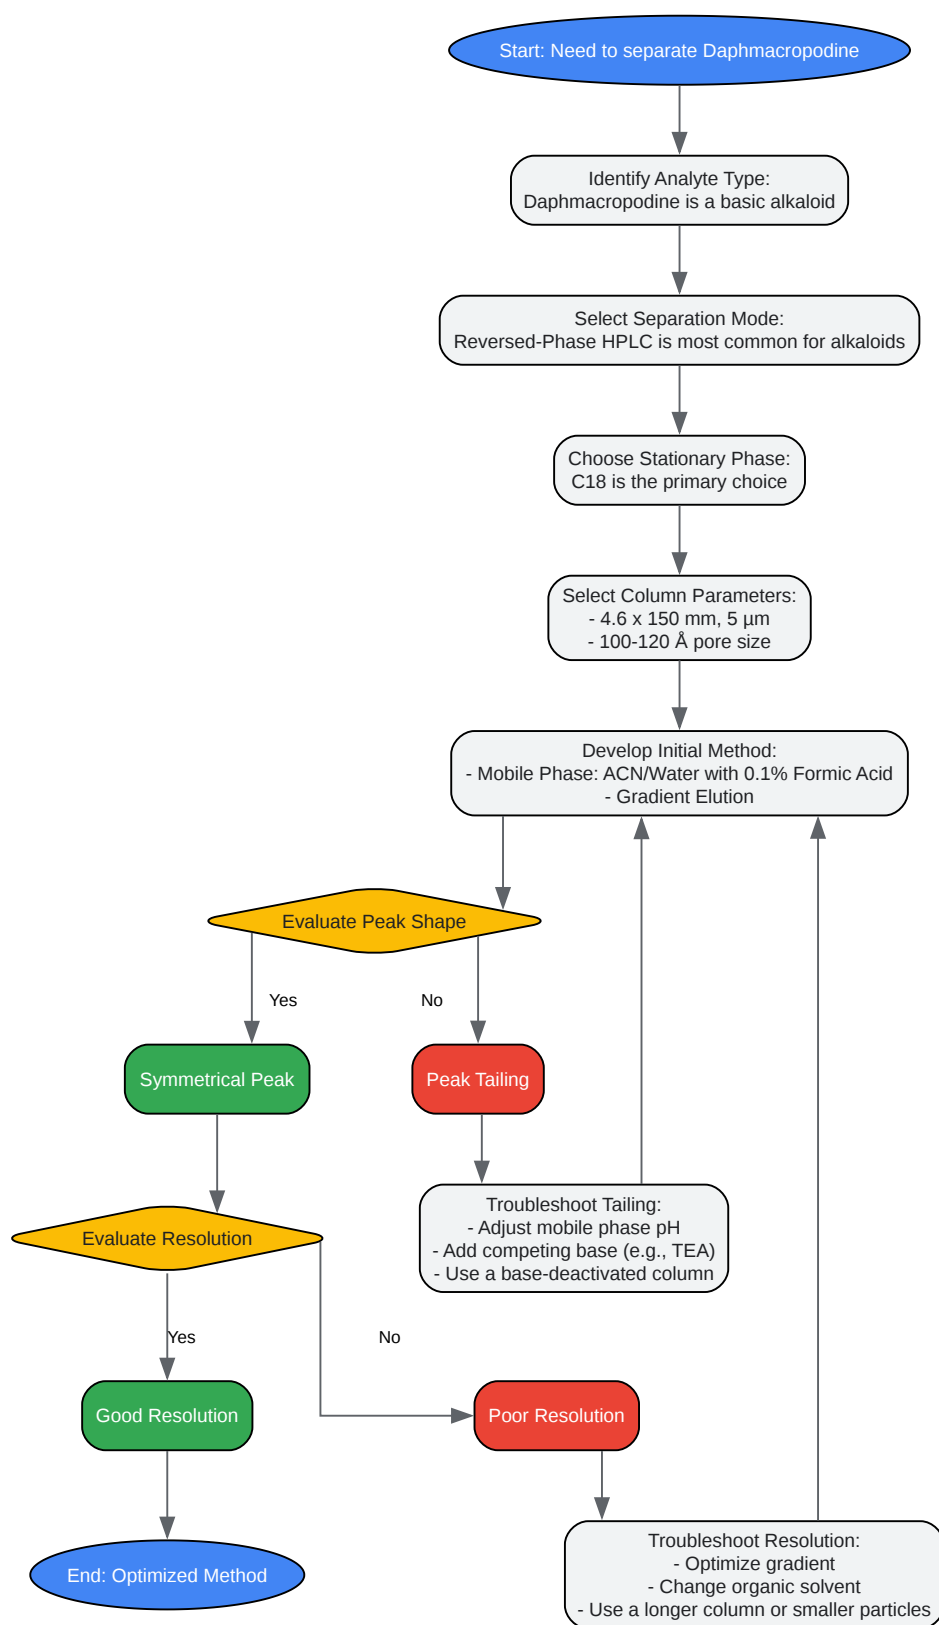 Start: Need to separate Daphmacropodine
Identify Analyte Type:
Daphmacropodine is a basic alkaloid
Select Separation Mode:
Reversed-Phase HPLC is most common for alkaloids
Choose Stationary Phase:
C18 is the primary choice
Select Column Parameters:
- 4.6 x 150 mm, 5 µm
- 100-120 Å pore size
Develop Initial Method:
- Mobile Phase: ACN/Water with 0.1% Formic Acid
- Gradient Elution
Evaluate Peak Shape
Yes
No
Symmetrical Peak
Peak Tailing
Troubleshoot Tailing:
- Adjust mobile phase pH
- Add competing base (e.g., TEA)
- Use a base-deactivated column
Evaluate Resolution
Yes
No
Good Resolution
Poor Resolution
End: Optimized Method
Troubleshoot Resolution:
- Optimize gradient
- Change organic solvent
- Use a longer column or smaller particles